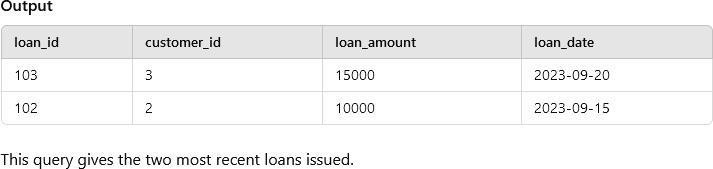 Output
loan_id customer_id loan_amount loan_date
103 3 15000 2023-09-20
102 2 10000 2023-09-15
This query gives the two most recent loans issued.